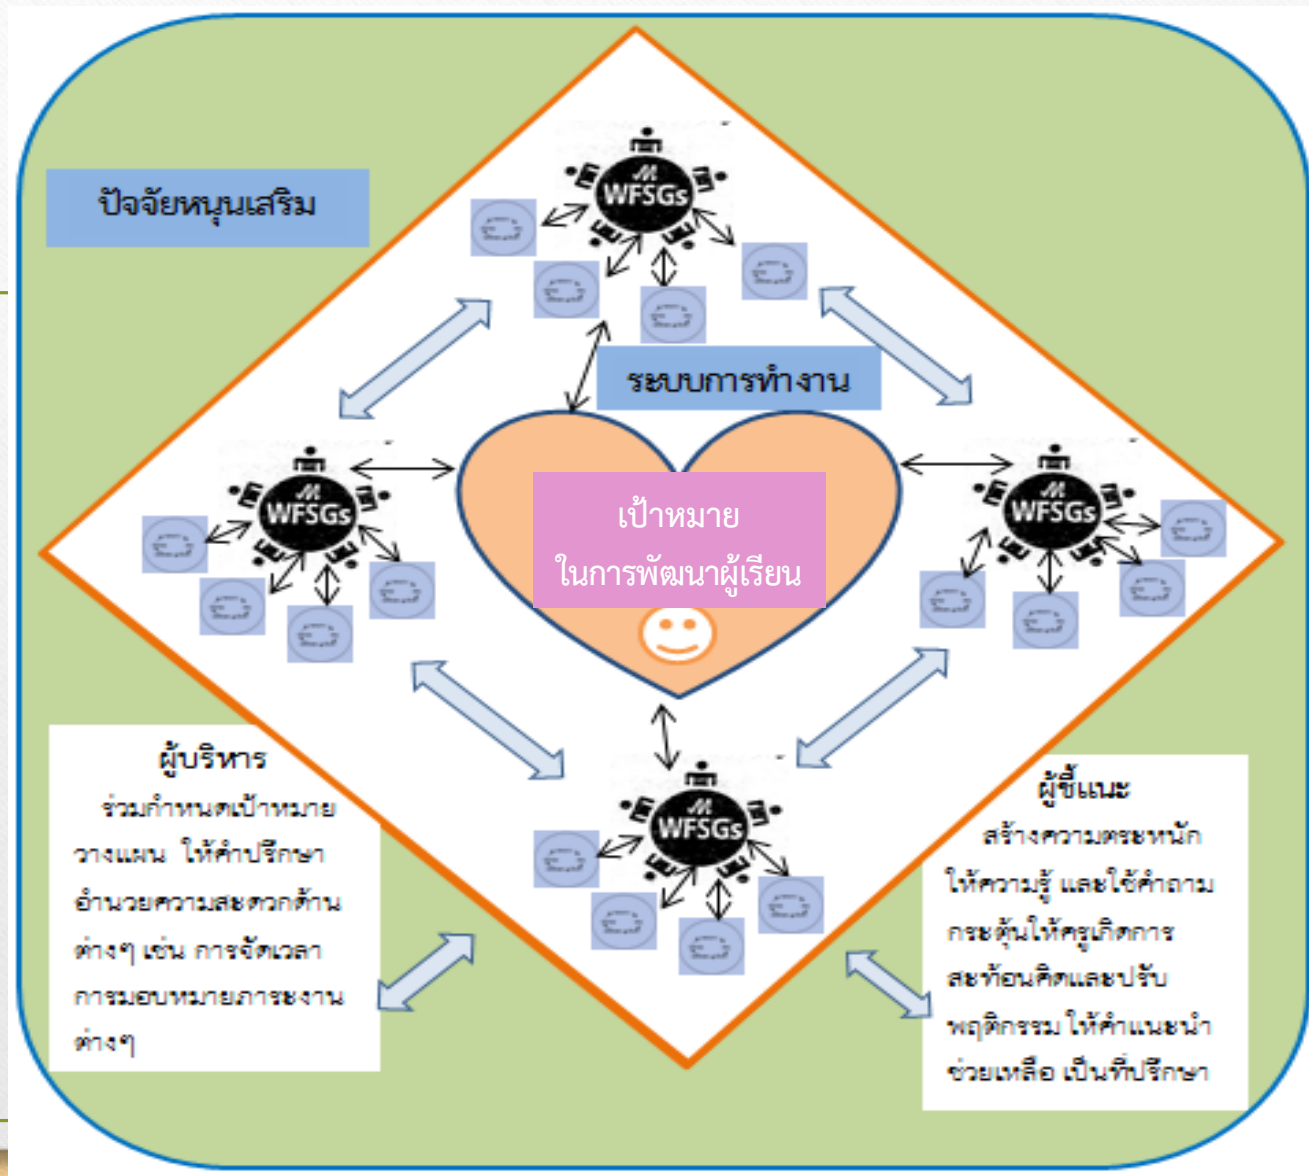 ปัจจัยหนุนเสริม
M
WFSGs
ระบบการทำงาน
M
WFSGs
เป้าหมาย
ในการพัฒนาผู้เรียน
M
WFSGs
M
WFSGs
ผู้บริหาร
ร่วมกำหนดเป้าหมาย
วางแผน ให้คำปรึกษา
อำนวยความสะดวกด้าน
ต่างๆ เช่น การจัดเวลา
การมอบหมายภาระงาน
ต่างๆ
ผู้ชี้แนะ
สร้างความตระหนัก
ให้ความรู้ และใช้คำถาม
กระตุ้นให้ครูเกิดการ
สะท้อนคิดและปรับ
พฤติกรรม ให้คำแนะนำ
ช่วยเหลือ เป็นที่ปรึกษา